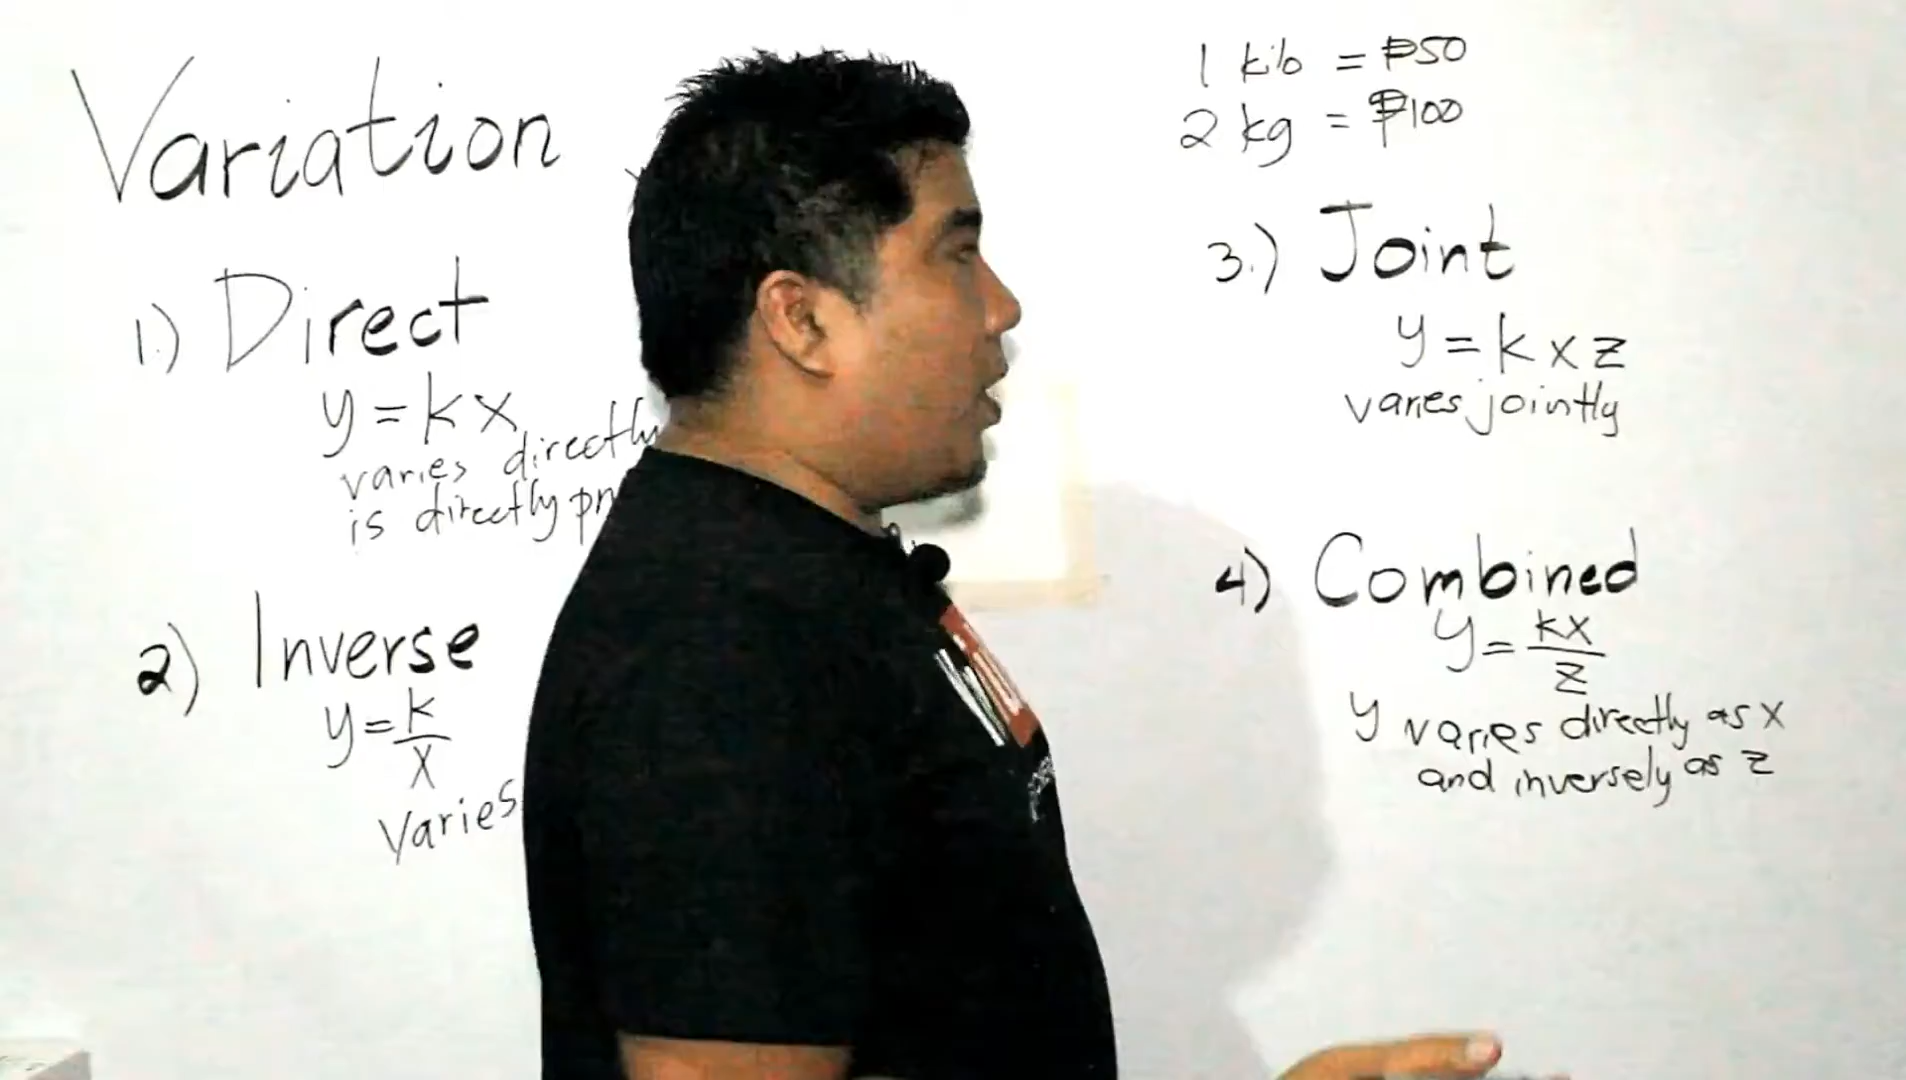 Variation
1.) Direct
y = kx
varies directly
is directly pr
2) Inverse
y = k/x
varies
1 kilo = ₱50
2 kg = ₱100
3.) Joint
y = kxz
varies jointly
4) Combined
y = kx/z
y varies directly as x
and inversely as z